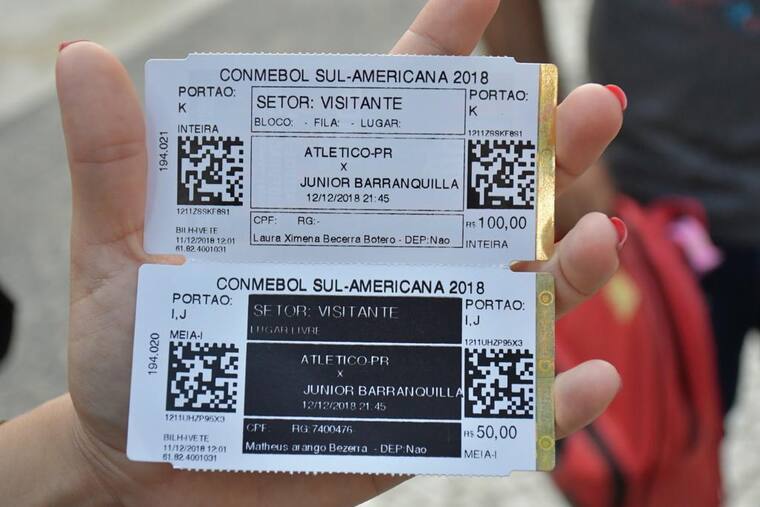 CONMEBOL SUL-AMERICANA 2018
PORTAO:
K
SETOR: VISITANTE
BLOCO: - FILA: - LUGAR:
PORTAO:
K
INTEIRA
1211ZSSKF8S1
194.021
ATLETICO-PR
X
JUNIOR BARRANQUILLA
12/12/2018 21:45
1211ZSSKF8S1
CPF: RG:-
R$ 100,00
BILH-IVETE
11/12/2018 12:01
61.82.4001031
Laura Ximena Becerra Botero - DEP:Nao
INTEIRA
CONMEBOL SUL-AMERICANA 2018
PORTAO:
I,J
SETOR: VISITANTE
LUGAR LIVRE
PORTAO:
I,J
MEIA-I
1211UHZP95X3
194.020
ATLETICO-PR
X
JUNIOR BARRANQUILLA
12/12/2018 21:45
1211UHZP95X3
CPF: RG:7400476
R$ 50,00
BILH-IVETE
11/12/2018 12:01
61.82.4001031
Matheus arango Bezerra - DEP:Nao
MEIA-I